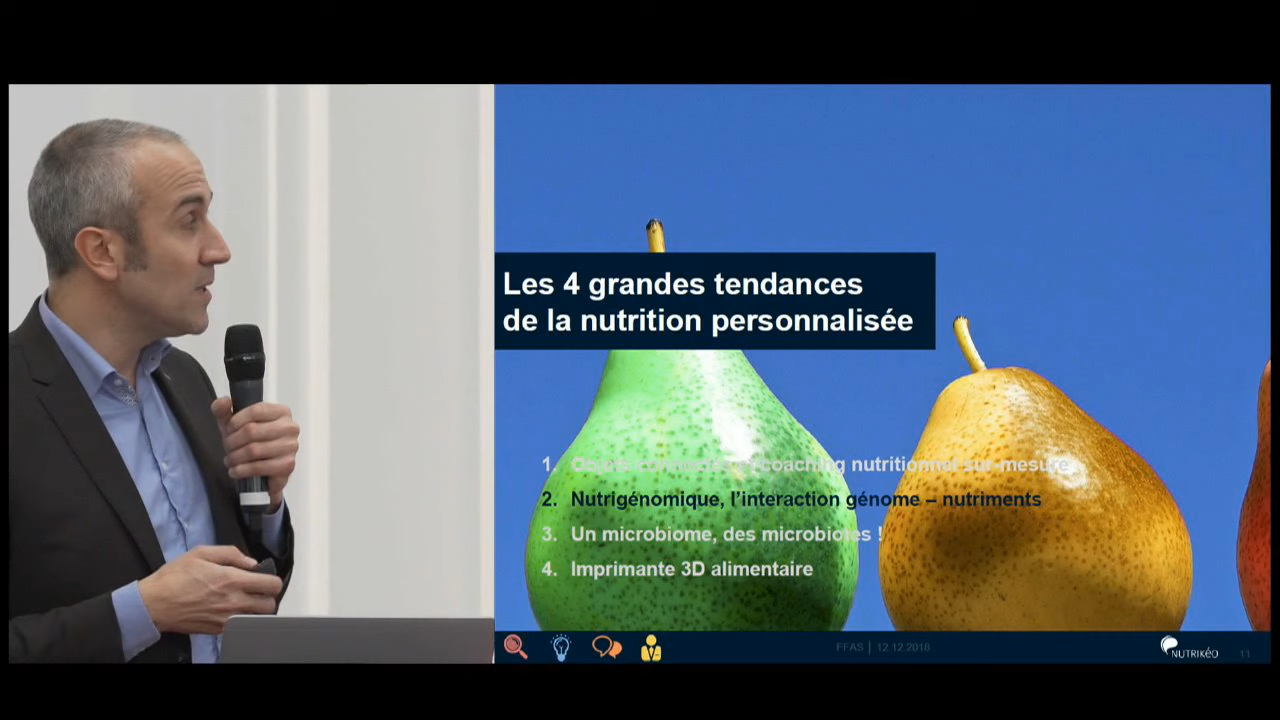 Les 4 grandes tendances
de la nutrition personnalisée
1. Objets connectés et coaching nutritionnel sur-mesure
2. Nutrigénomique, l'interaction génome – nutriments
3. Un microbiome, des microbiotes !
4. Imprimante 3D alimentaire
FFAS | 12.12.2018
NUTRIKÉO
11